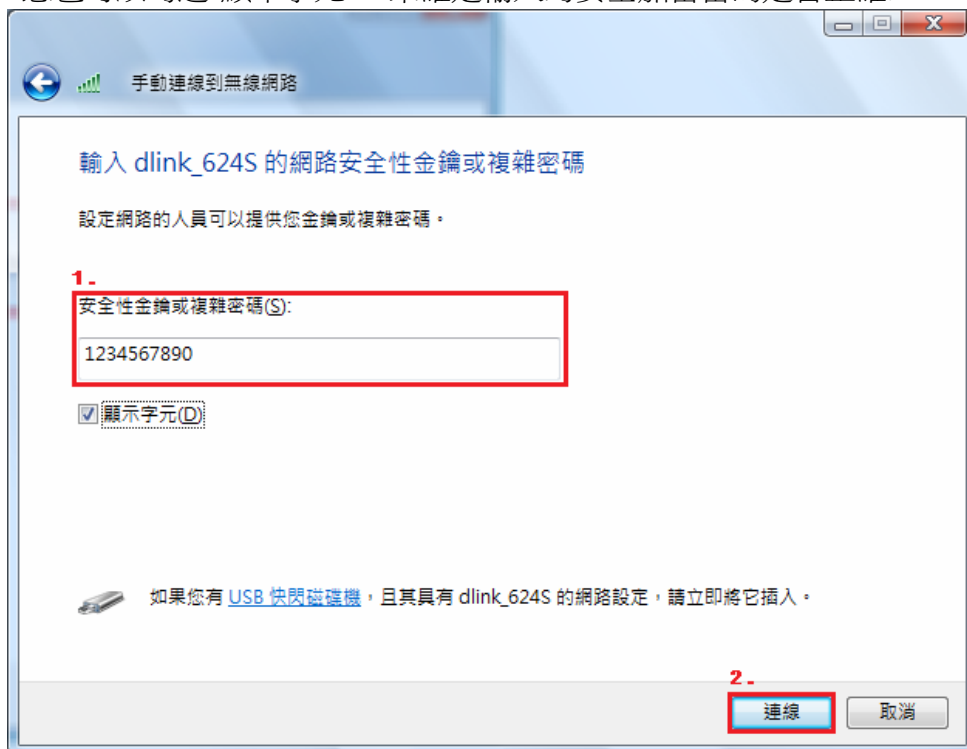 手動連線到無線網路
輸入 dlink_624S 的網路安全性金鑰或複雜密碼
設定網路的人員可以提供您金鑰或複雜密碼。
1.
安全性金鑰或複雜密碼(S):
1234567890
顯示字元(D)
如果您有 USB 快閃磁碟機，且其具有 dlink_624S 的網路設定，請立即將它插入。
2.
連線
取消